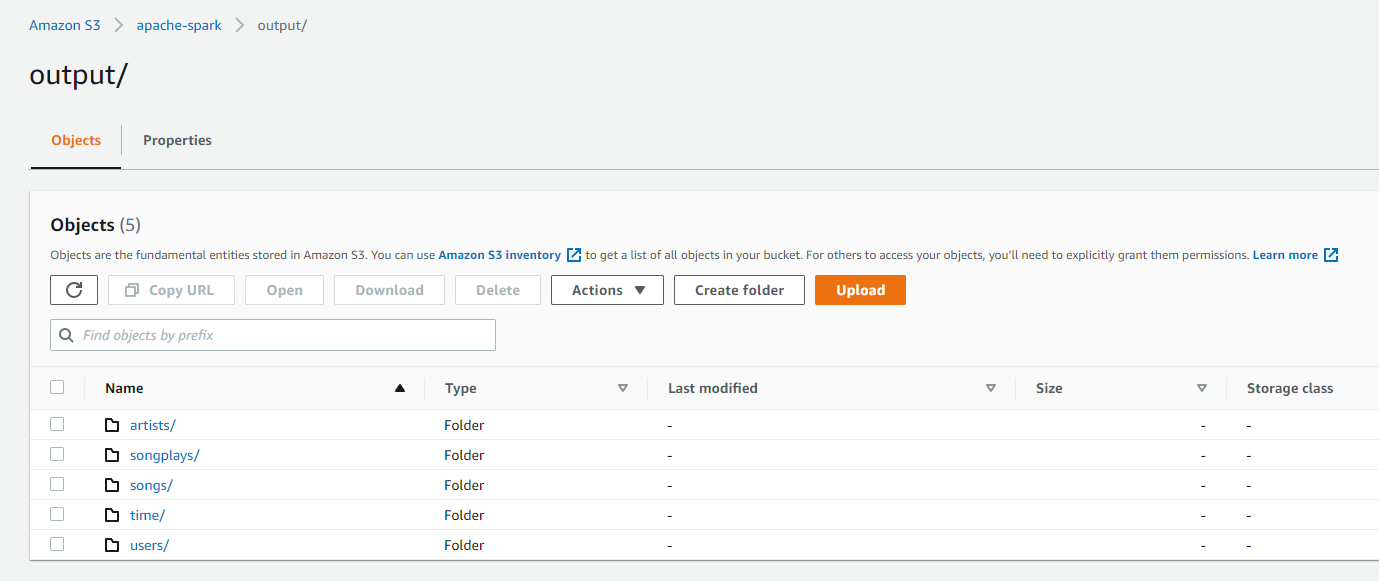 Amazon S3 apache-spark output/
output/
Objects Properties
Objects (5)
Objects are the fundamental entities stored in Amazon S3. You can use Amazon S3 inventory to get a list of all objects in your bucket. For others to access your objects, you'll need to explicitly grant them permissions. Learn more
Copy URL Open Download Delete Actions Create folder Upload
Find objects by prefix
Name Type Last modified Size Storage class
artists/ Folder - - -
songplays/ Folder - - -
songs/ Folder - - -
time/ Folder - - -
users/ Folder - - -